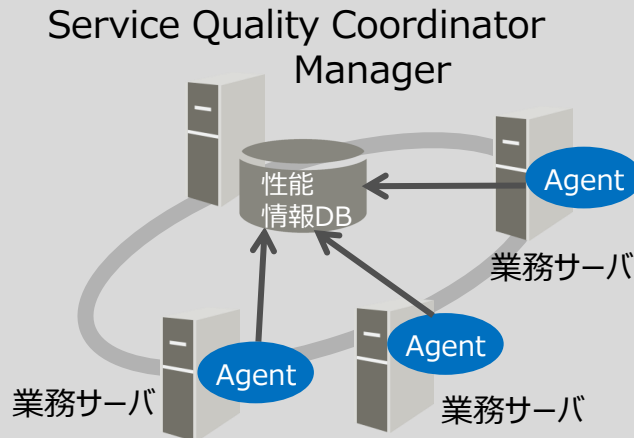 Service Quality Coordinator
Manager
性能
情報DB
Agent
業務サーバ
Agent
業務サーバ
Agent
業務サーバ